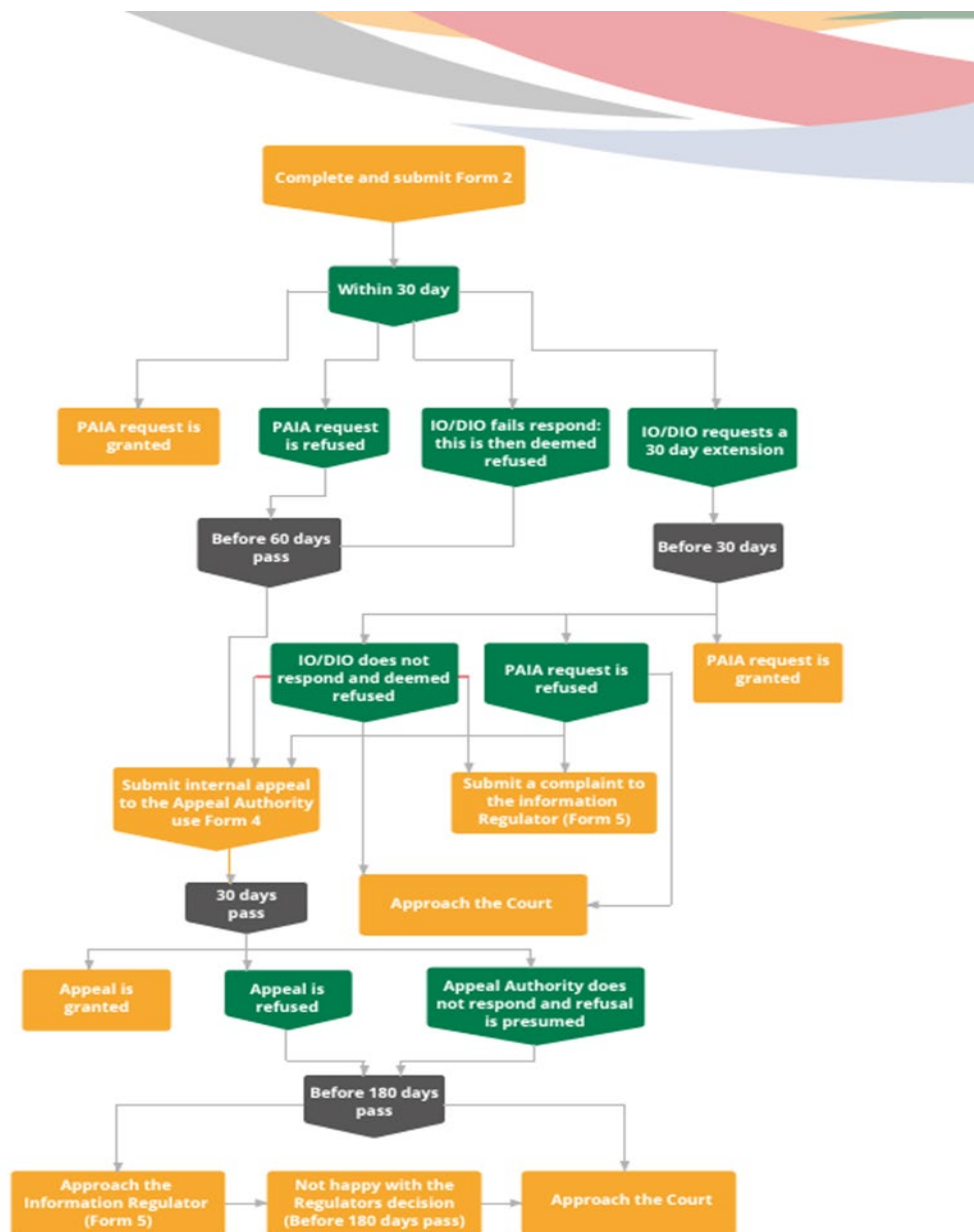 Complete and submit Form 2
Within 30 day
PAIA request is
granted
PAIA request
is refused
IO/DIO fails respond:
this is then deemed
refused
IO/DIO requests a
30 day extension
Before 60 days
pass
Before 30 days
IO/DIO does not
respond and deemed
refused
PAIA request is
refused
PAIA request is
granted
Submit internal appeal
to the Appeal Authority
use Form 4
Submit a complaint to
the information
Regulator (Form 5)
30 days
pass
Approach the Court
Appeal is
granted
Appeal is
refused
Appeal Authority does
not respond and refusal
is presumed
Before 180 days
pass
Approach the
Information Regulator
(Form 5)
Not happy with the
Regulators decision
(Before 180 days pass)
Approach the Court